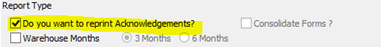 Report Type
Do you want to reprint Acknowledgements ? Consolidate Forms ?
Warehouse Months 3 Months 6 Months